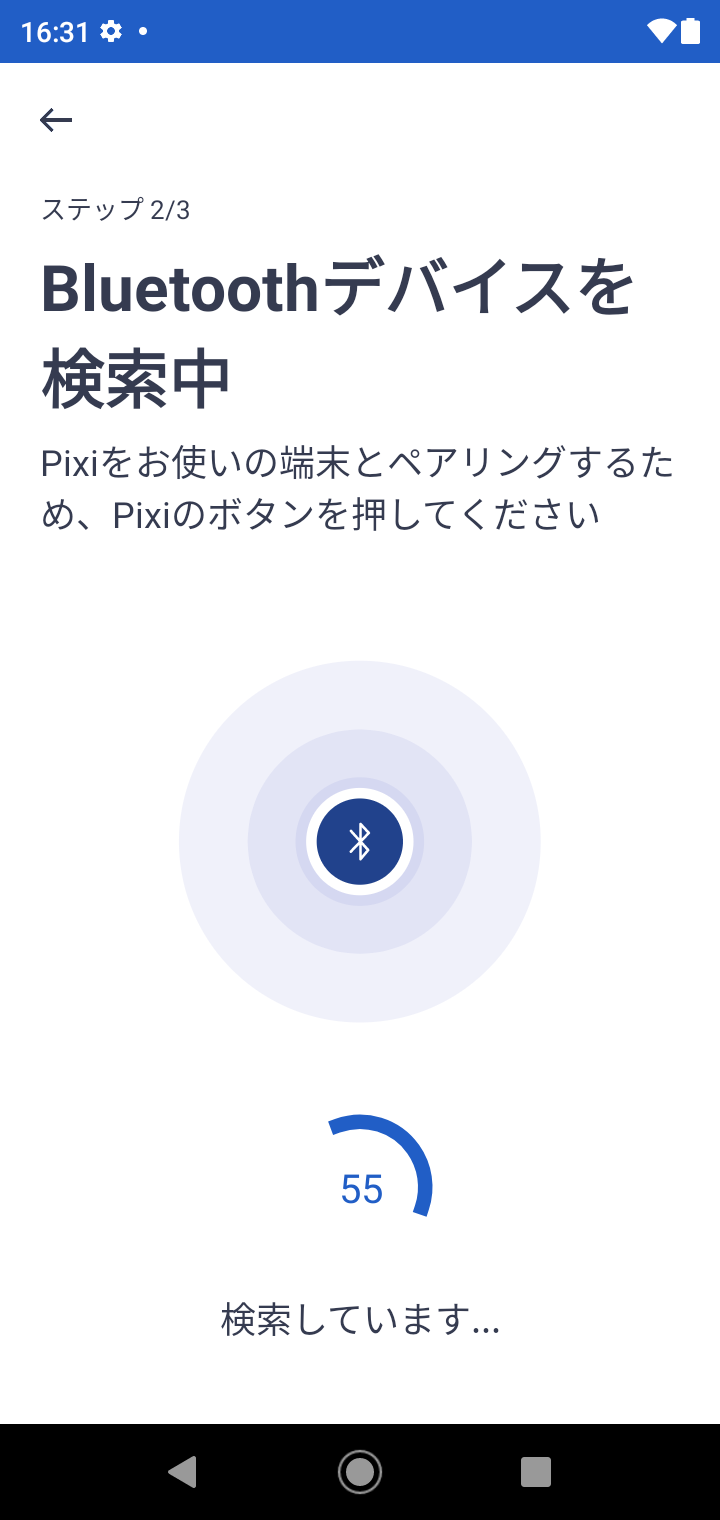 16:31
ステップ 2/3
Bluetoothデバイスを
検索中
Pixiをお使いの端末とペアリングするた
め、Pixiのボタンを押してください
55
検索しています...